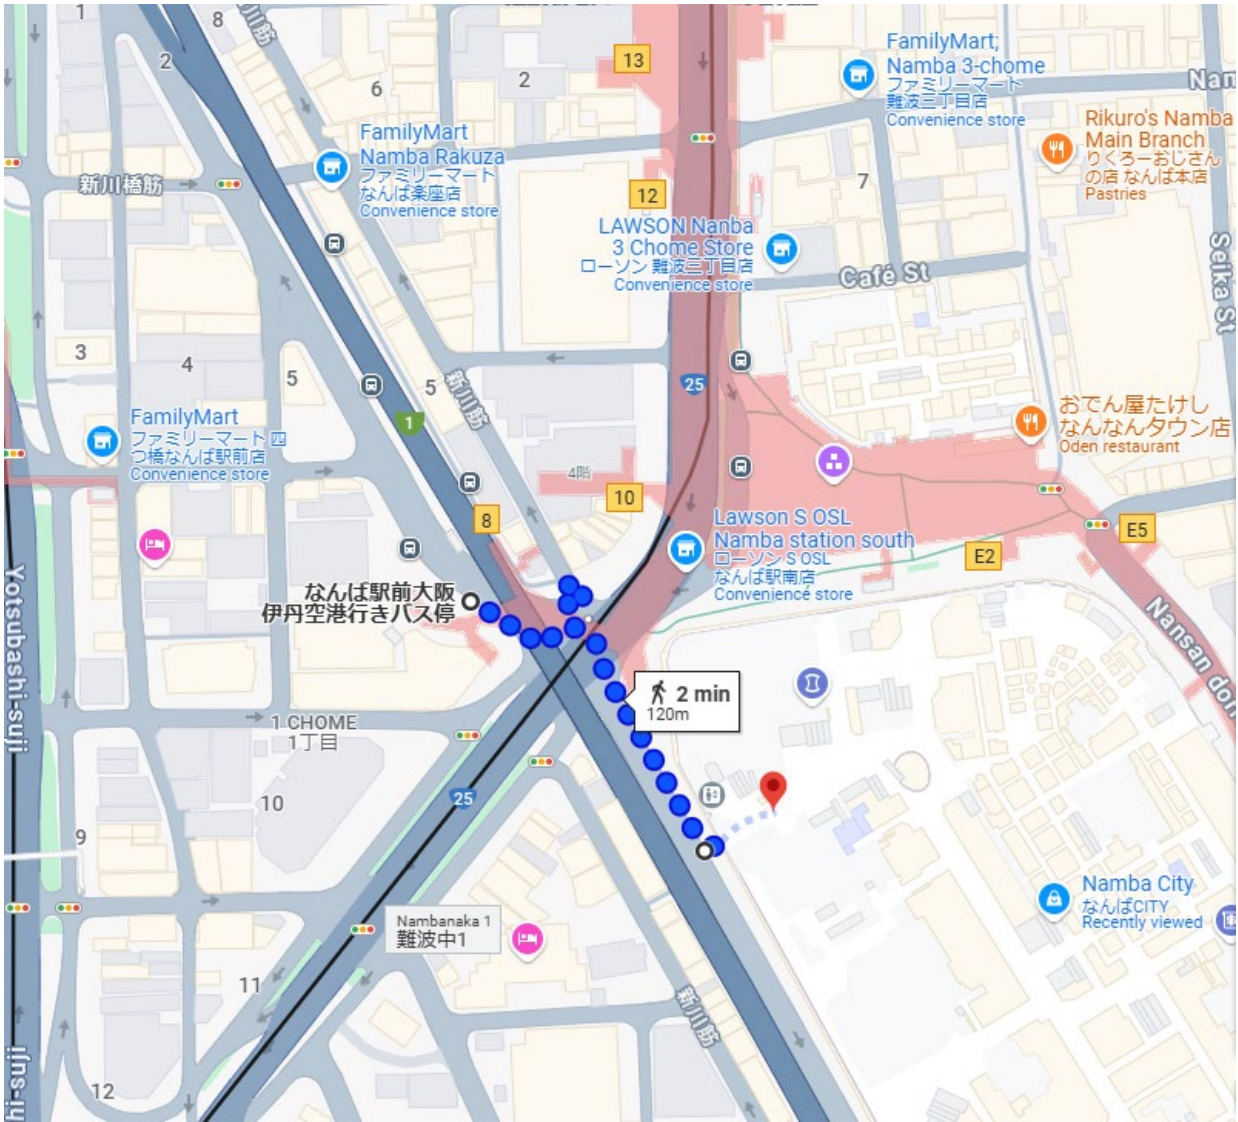 1
8
2
新川筋
6
2
13
FamilyMart;
Namba 3-chome
ファミリーマート
難波三丁目店
Convenience store
Nam
Rikuro's Namba
Main Branch
りくろーおじさん
の店 なんば本店
Pastries
FamilyMart
Namba Rakuza
ファミリーマート
なんば楽座店
Convenience store
新川橋筋
12
7
LAWSON Nanba
3 Chome Store
ローソン 難波三丁目店
Convenience store
Café St
Seika St
3
4
5
5
新川筋
25
1
FamilyMart
ファミリーマート 四
つ橋なんば駅前店
Convenience store
おでん屋たけし
なんなんタウン店
Oden restaurant
4階
10
8
Lawson S OSL
Namba station south
ローソン S OSL
なんば駅南店
Convenience store
E5
E2
なんば駅前大阪
伊丹空港行きバス停
Yotsubashi-suji
Nansan dori
2 min
120m
1 CHOME
1丁目
10
25
9
Namba City
なんばCITY
Recently viewed
Nambanaka 1
難波中1
11
新川筋
12
hi-suji